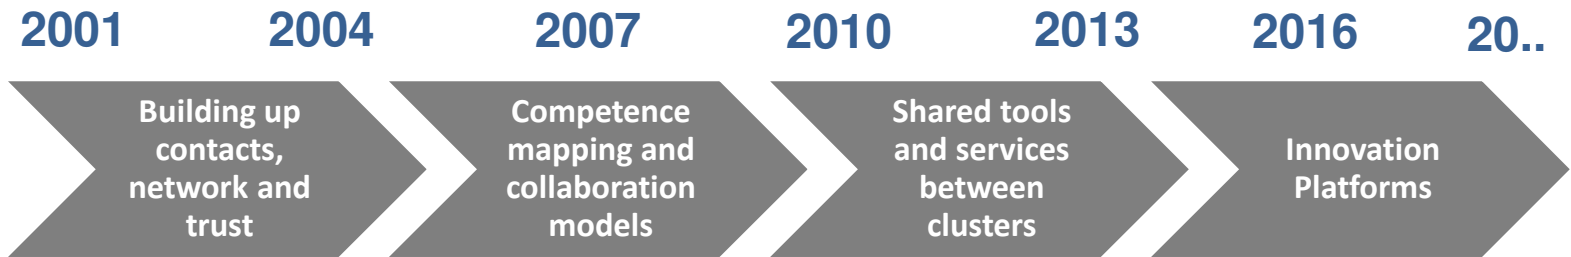 2001 2004 2007 2010 2013 2016 20..
Building up
contacts,
network and
trust
Competence
mapping and
collaboration
models
Shared tools
and services
between
clusters
Innovation
Platforms